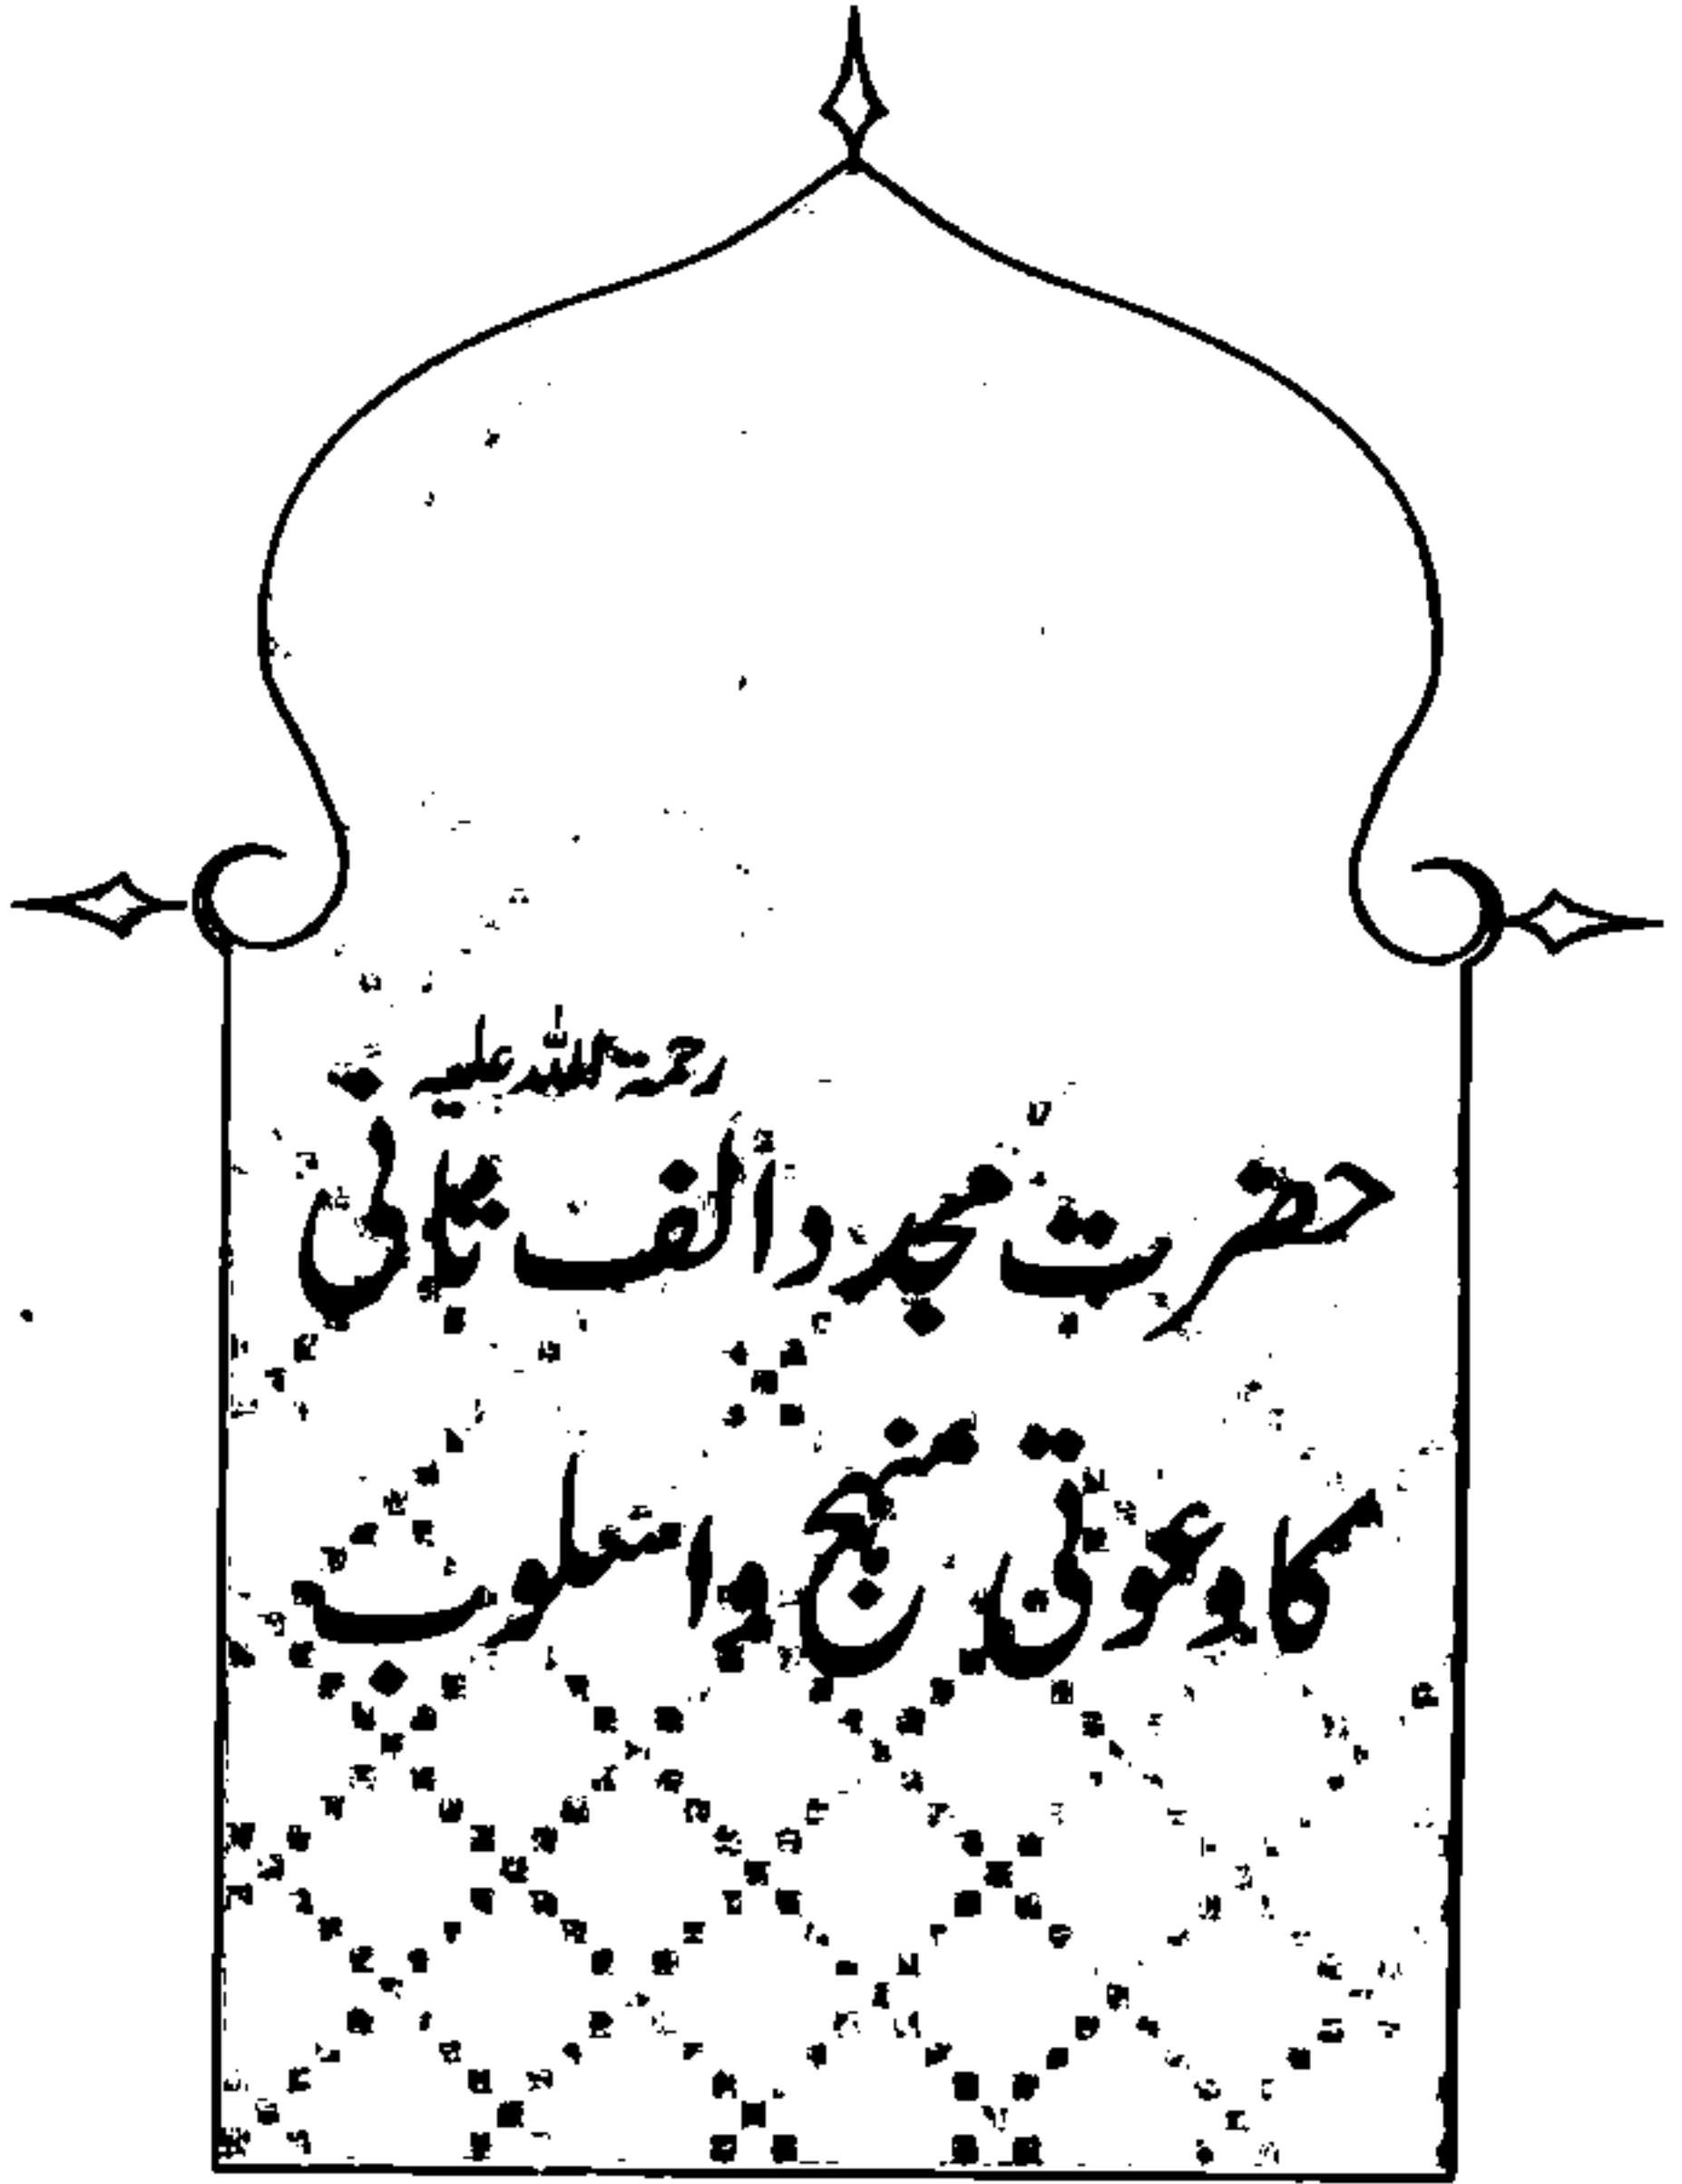 رحمۃ اللہ علیہ
حضرت مجدد الف ثانی
کا دعوتی منہج و اسلوب